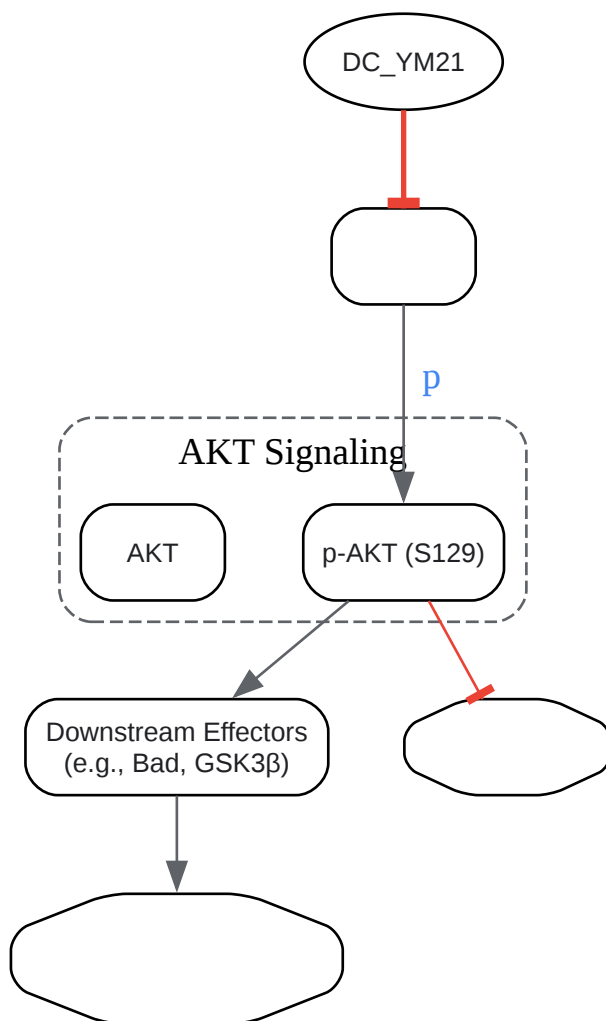 DC_YM21
p
AKT Signaling
AKT
p-AKT (S129)
Downstream Effectors
(e.g., Bad, GSK3β)